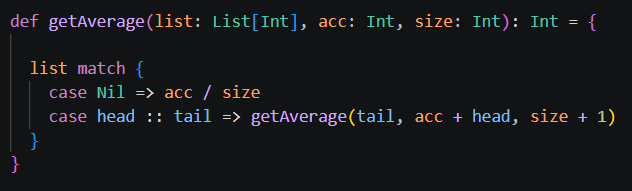 def getAverage(list: List[Int], acc: Int, size: Int): Int = {
list match {
case Nil => acc / size
case head :: tail => getAverage(tail, acc + head, size + 1)
}
}